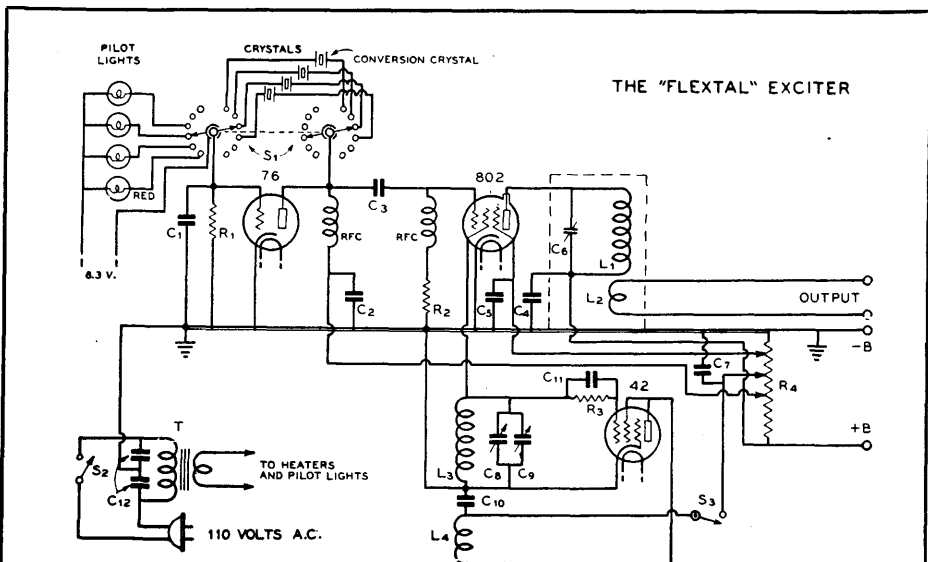 PILOT
LIGHTS
CRYSTALS
CONVERSION CRYSTAL
THE "FLEXTAL" EXCITER
S1
76
802
RED
C1
R1
RFC
C3
RFC
C6
L1
6.3 V.
C2
R2
C5
C4
L2
OUTPUT
-B
C7
R4
C11
42
R3
+B
T
S2
C12
TO HEATERS
AND PILOT LIGHTS
L3
C8
C9
C10
S3
L4
110 VOLTS A.C.